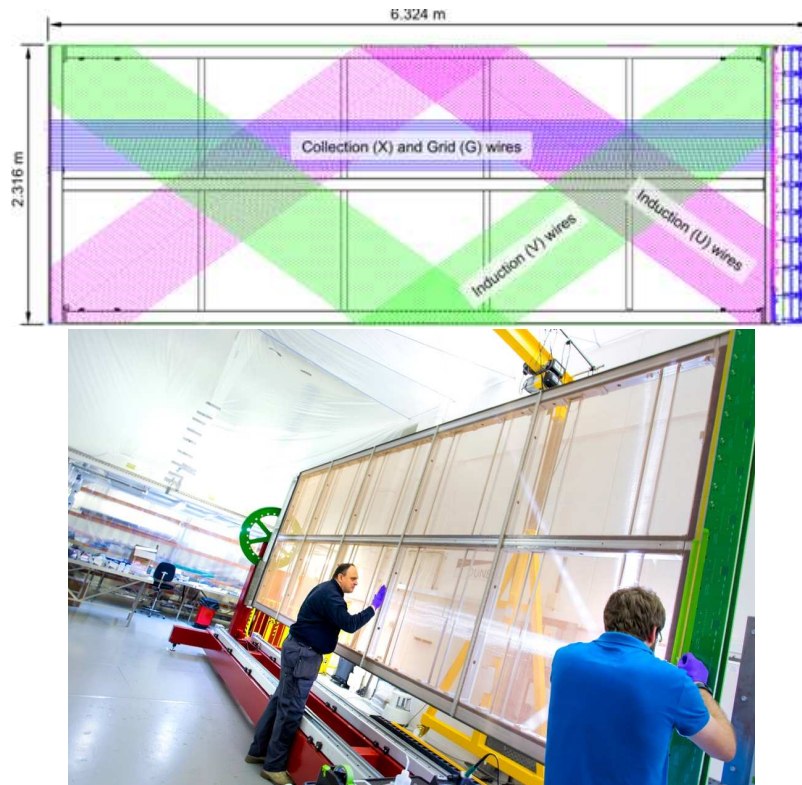 6.324 m
2.316 m
Collection (X) and Grid (G) wires
Induction (V) wires
Induction (U) wires